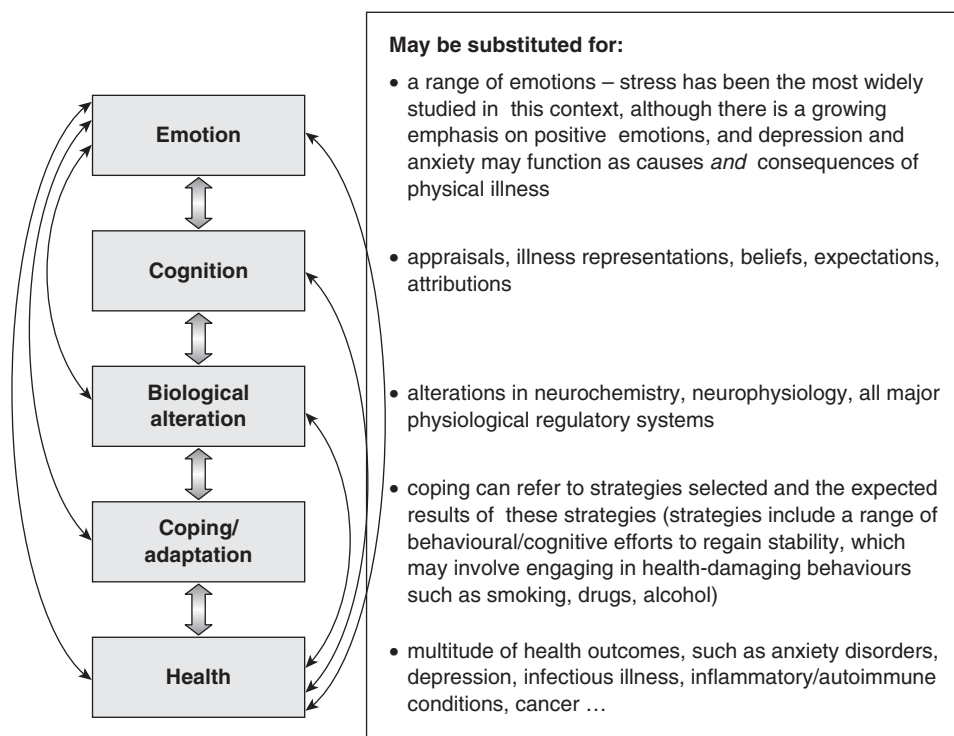 Emotion
Cognition
Biological
alteration
Coping/
adaptation
Health
May be substituted for:
• a range of emotions – stress has been the most widely
studied in this context, although there is a growing
emphasis on positive emotions, and depression and
anxiety may function as causes and consequences of
physical illness
• appraisals, illness representations, beliefs, expectations,
attributions
• alterations in neurochemistry, neurophysiology, all major
physiological regulatory systems
• coping can refer to strategies selected and the expected
results of these strategies (strategies include a range of
behavioural/cognitive efforts to regain stability, which
may involve engaging in health-damaging behaviours
such as smoking, drugs, alcohol)
• multitude of health outcomes, such as anxiety disorders,
depression, infectious illness, inflammatory/autoimmune
conditions, cancer …